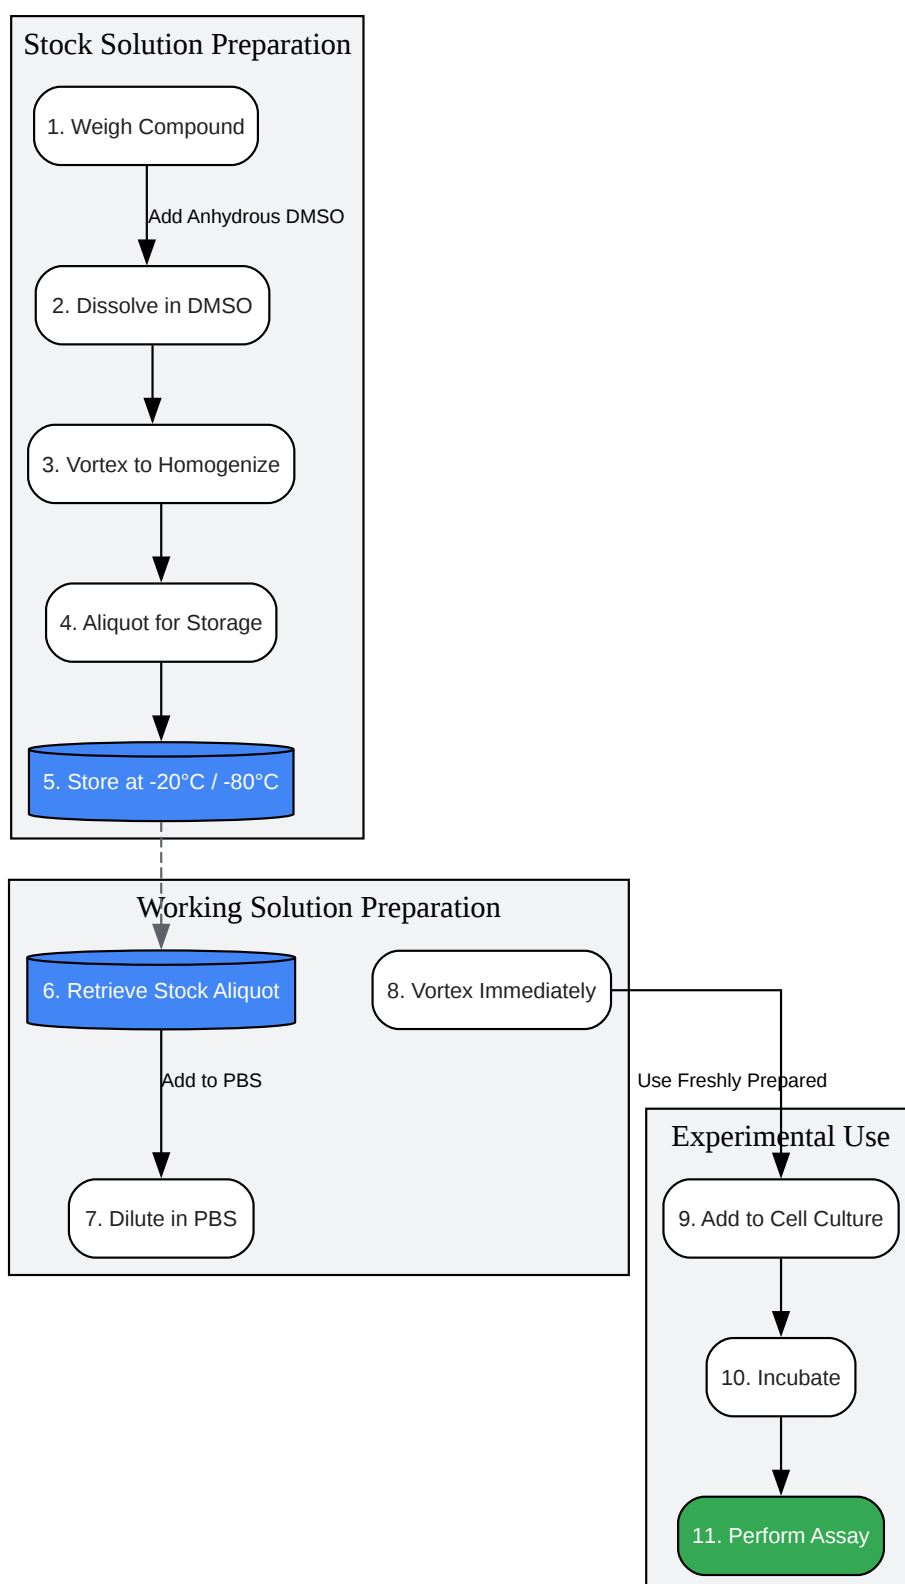 Stock Solution Preparation
1. Weigh Compound
Add Anhydrous DMSO
2. Dissolve in DMSO
3. Vortex to Homogenize
4. Aliquot for Storage
5. Store at -20°C / -80°C
Working Solution Preparation
6. Retrieve Stock Aliquot
8. Vortex Immediately
Add to PBS
Use Freshly Prepared
7. Dilute in PBS
Experimental Use
9. Add to Cell Culture
10. Incubate
11. Perform Assay